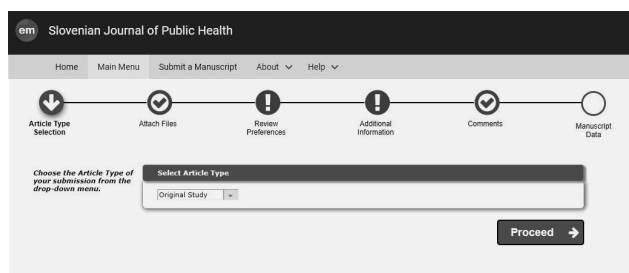 em Slovenian Journal of Public Health
Home Main Menu Submit a Manuscript About Help
Article Type
Selection
Attach Files
Review
Preferences
Additional
Information
Comments
Manuscript
Data
Choose the Article Type of
your submission from the
drop-down menu.
Select Article Type
Original Study
Proceed